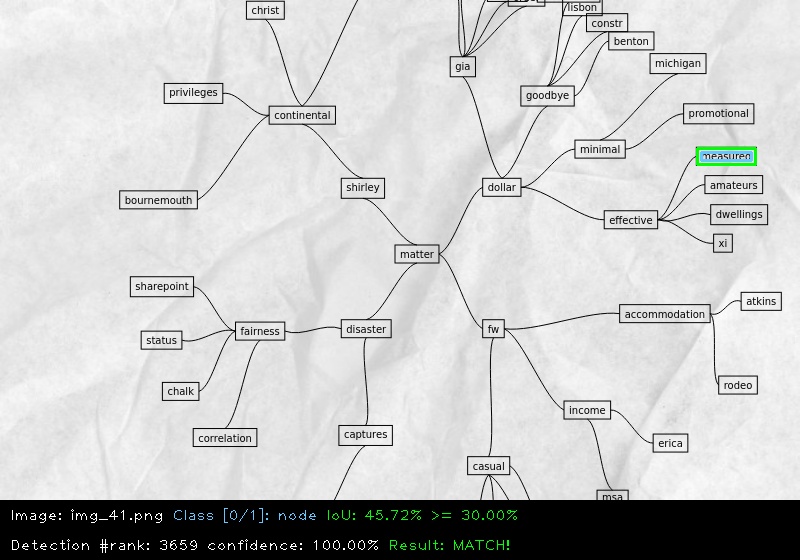 christ
lisbon
constr
benton
gia
michigan
privileges
goodbye
continental
promotional
minimal
measured
shirley
dollar
amateurs
bournemouth
dwellings
effective
xi
matter
sharepoint
atkins
accommodation
fairness
disaster
fw
status
rodeo
chalk
income
correlation
captures
erica
casual
msa
Image: img_41.png Class [0/1]: node IoU: 45.72% >= 30.00%
Detection #rank: 3659 confidence: 100.00% Result: MATCH!